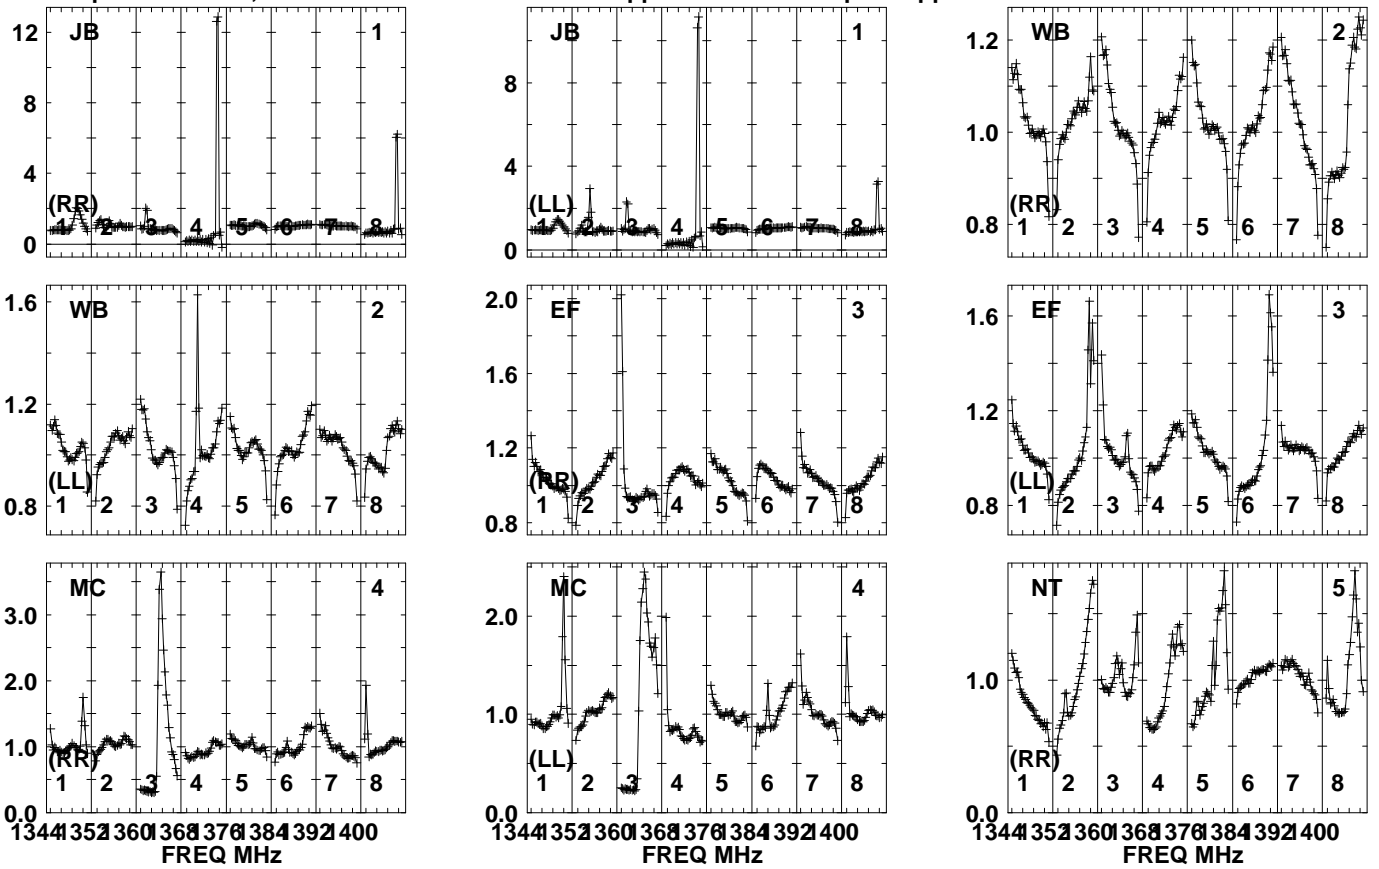 12 JB 1
8
4
(RR)
1 2 3 4 5 6 7 8
0
JB 1
8
4
(LL)
1 2 3 4 5 6 7 8
0
1.2 WB 2
1.0
(RR)
0.8 1 2 3 4 5 6 7 8
1.6 WB 2
1.2
(LL)
0.8 1 2 3 4 5 6 7 8
2.0 EF 3
1.6
1.2
(RR)
0.8 1 2 3 4 5 6 7 8
1.6 EF 3
1.2
(LL)
0.8 1 2 3 4 5 6 7 8
MC 4
3.0
2.0
1.0
(RR)
1 2 3 4 5 6 7 8
0.0
1344 1352 1360 1368 1376 1384 1392 1400
FREQ MHz
MC 4
2.0
1.0
(LL)
1 2 3 4 5 6 7 8
0.0
1344 1352 1360 1368 1376 1384 1392 1400
FREQ MHz
NT 5
1.0
(RR)
1 2 3 4 5 6 7 8
0.0
1344 1352 1360 1368 1376 1384 1392 1400
FREQ MHz